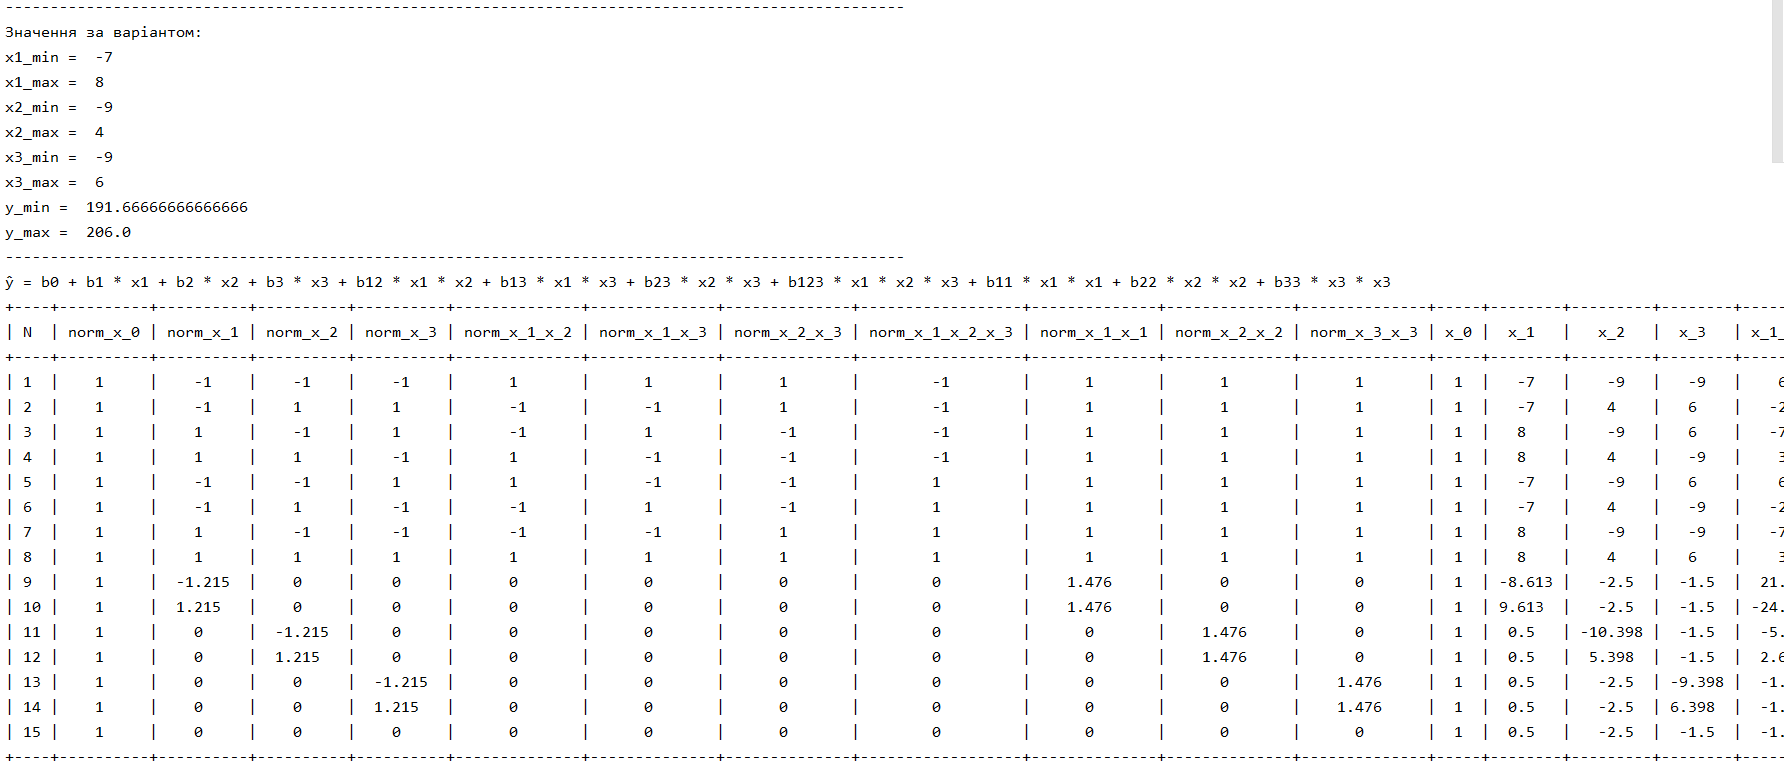 --------------------------------------------------------------------------------
Значення за варіантом:
x1_min =  -7
x1_max =  8
x2_min =  -9
x2_max =  4
x3_min =  -9
x3_max =  6
y_min =  191.66666666666666
y_max =  206.0
--------------------------------------------------------------------------------
ŷ = b0 + b1 * x1 + b2 * x2 + b3 * x3 + b12 * x1 * x2 + b13 * x1 * x3 + b23 * x2 * x3 + b123 * x1 * x2 * x3 + b11 * x1 * x1 + b22 * x2 * x2 + b33 * x3 * x3
| N | norm_x_0 | norm_x_1 | norm_x_2 | norm_x_3 | norm_x_1_x_2 | norm_x_1_x_3 | norm_x_2_x_3 | norm_x_1_x_2_x_3 | norm_x_1_x_1 | norm_x_2_x_2 | norm_x_3_x_3 | x_0 | x_1 | x_2 | x_3 | x_1_
| 1 | 1 | -1 | -1 | -1 | 1 | 1 | 1 | -1 | 1 | 1 | 1 | 1 | -7 | -9 | -9 | 6
| 2 | 1 | -1 | 1 | 1 | -1 | -1 | 1 | -1 | 1 | 1 | 1 | 1 | -7 | 4 | 6 | -2
| 3 | 1 | 1 | -1 | 1 | -1 | 1 | -1 | -1 | 1 | 1 | 1 | 1 | 8 | -9 | 6 | -7
| 4 | 1 | 1 | 1 | -1 | 1 | -1 | -1 | -1 | 1 | 1 | 1 | 1 | 8 | 4 | -9 | 3
| 5 | 1 | -1 | -1 | 1 | 1 | -1 | -1 | 1 | 1 | 1 | 1 | 1 | -7 | -9 | 6 | 6
| 6 | 1 | -1 | 1 | -1 | -1 | 1 | -1 | 1 | 1 | 1 | 1 | 1 | -7 | 4 | -9 | -2
| 7 | 1 | 1 | -1 | -1 | -1 | -1 | 1 | 1 | 1 | 1 | 1 | 1 | 8 | -9 | -9 | -7
| 8 | 1 | 1 | 1 | 1 | 1 | 1 | 1 | 1 | 1 | 1 | 1 | 1 | 8 | 4 | 6 | 3
| 9 | 1 | -1.215 | 0 | 0 | 0 | 0 | 0 | 0 | 1.476 | 0 | 0 | 1 | -8.613 | -2.5 | -1.5 | 21.
| 10 | 1 | 1.215 | 0 | 0 | 0 | 0 | 0 | 0 | 1.476 | 0 | 0 | 1 | 9.613 | -2.5 | -1.5 | -24.
| 11 | 1 | 0 | -1.215 | 0 | 0 | 0 | 0 | 0 | 0 | 1.476 | 0 | 1 | 0.5 | -10.398 | -1.5 | -5.
| 12 | 1 | 0 | 1.215 | 0 | 0 | 0 | 0 | 0 | 0 | 1.476 | 0 | 1 | 0.5 | 5.398 | -1.5 | 2.6
| 13 | 1 | 0 | 0 | -1.215 | 0 | 0 | 0 | 0 | 0 | 0 | 1.476 | 1 | 0.5 | -2.5 | -9.398 | -1.
| 14 | 1 | 0 | 0 | 1.215 | 0 | 0 | 0 | 0 | 0 | 0 | 1.476 | 1 | 0.5 | -2.5 | 6.398 | -1.
| 15 | 1 | 0 | 0 | 0 | 0 | 0 | 0 | 0 | 0 | 0 | 0 | 1 | 0.5 | -2.5 | -1.5 | -1.